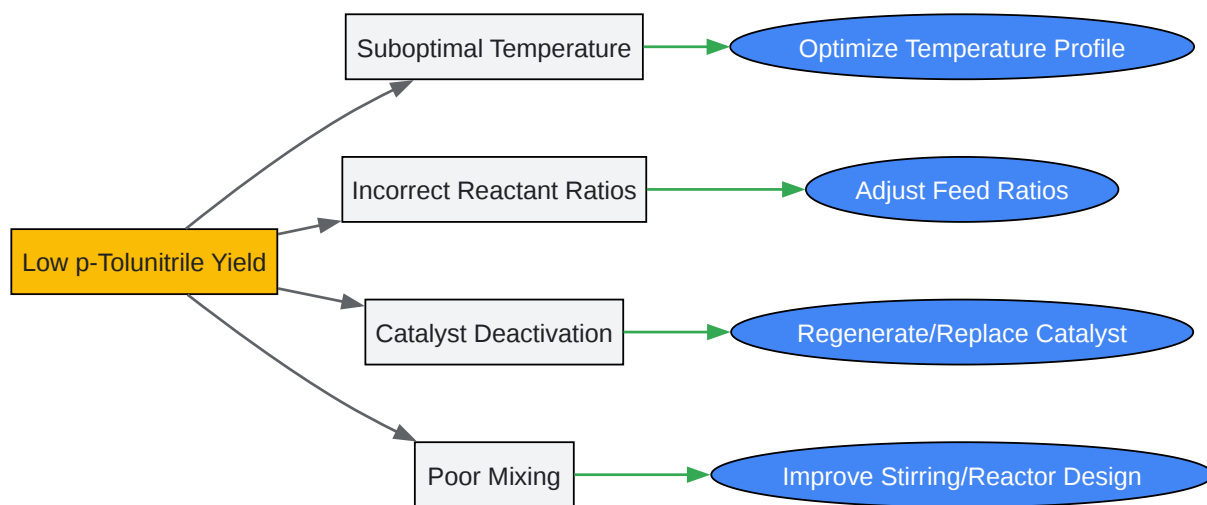 Suboptimal Temperature
Optimize Temperature Profile
Incorrect Reactant Ratios
Adjust Feed Ratios
Low p-Tolunitrile Yield
Catalyst Deactivation
Regenerate/Replace Catalyst
Poor Mixing
Improve Stirring/Reactor Design